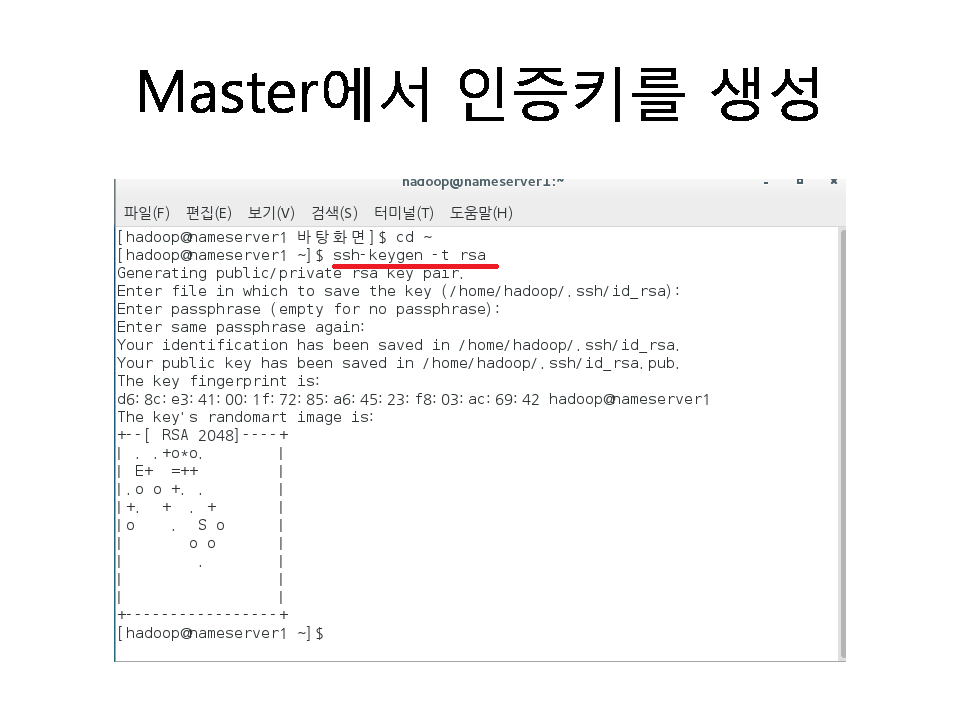 Master에서 인증키를 생성
hadoop@nameserver1:~
파일(F) 편집(E) 보기(V) 검색(S) 터미널(T) 도움말(H)
[hadoop@nameserver1 바탕화면]$ cd ~
[hadoop@nameserver1 ~]$ ssh-keygen -t rsa
Generating public/private rsa key pair.
Enter file in which to save the key (/home/hadoop/.ssh/id_rsa):
Enter passphrase (empty for no passphrase):
Enter same passphrase again:
Your identification has been saved in /home/hadoop/.ssh/id_rsa.
Your public key has been saved in /home/hadoop/.ssh/id_rsa.pub.
The key fingerprint is:
d6:8c:e3:41:00:1f:72:85:a6:45:23:f8:03:ac:69:42 hadoop@nameserver1
The key's randomart image is:
+--[ RSA 2048]----+
|  . .+o*o.        |
|  E+  =++         |
|.o o +. .         |
|+.  +  . +       |
|o    .  S o      |
|        o o       |
|         .        |
|                 |
|                 |
+-----------------+
[hadoop@nameserver1 ~]$